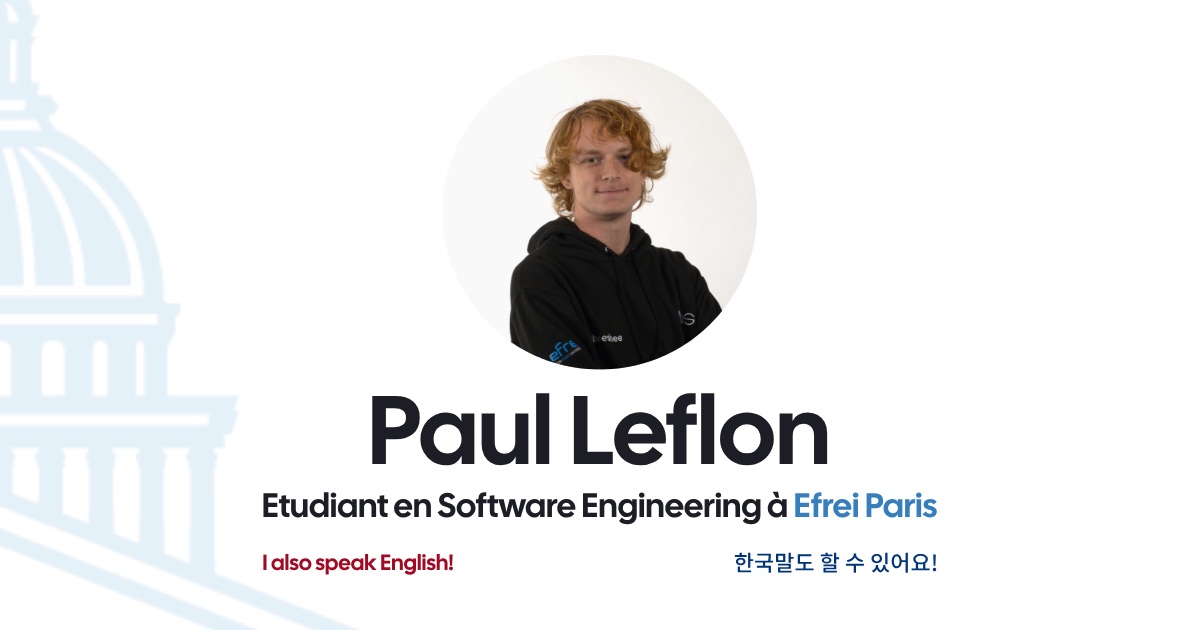 Paul Leflon
Etudiant en Software Engineering à Efrei Paris
I also speak English!
한국말도 할 수 있어요!